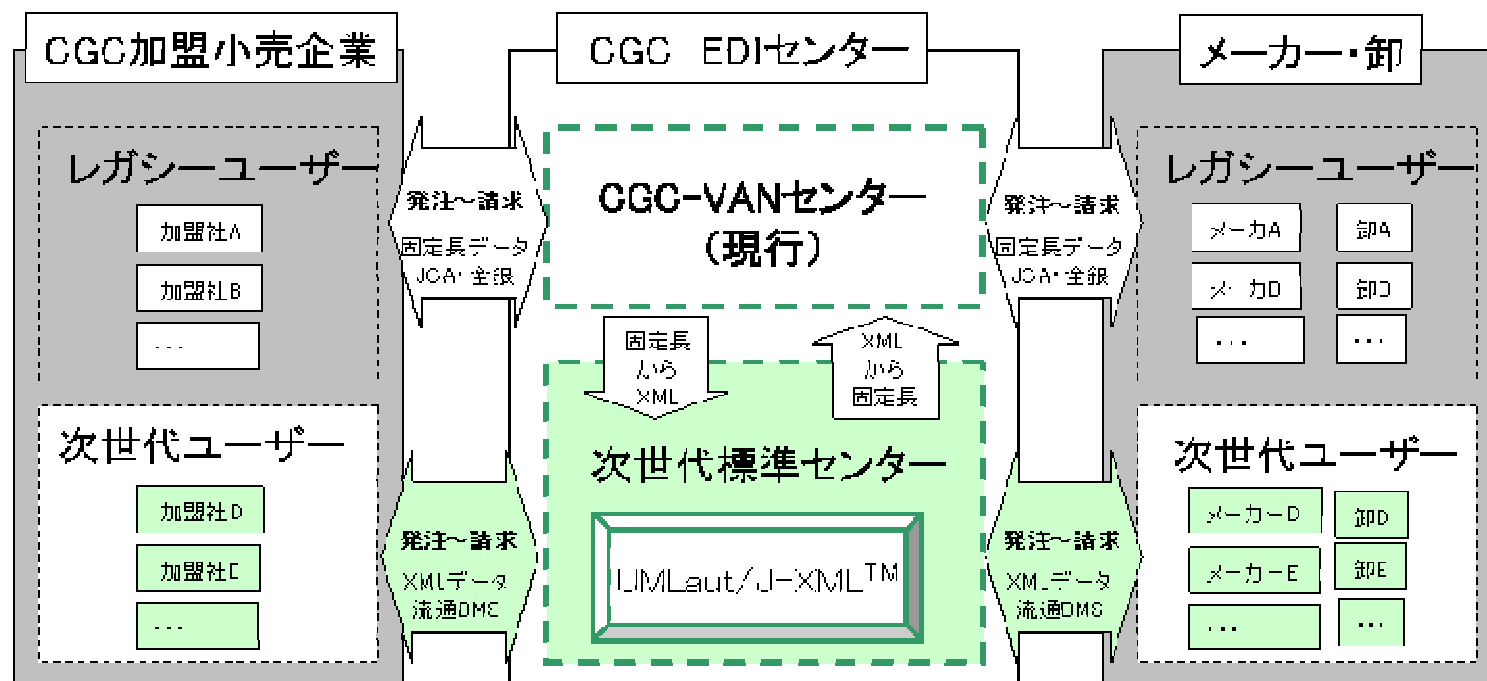 CGC加盟小売企業
CGC EDIセンター
メーカー・卸
レガシーユーザー
加盟社A
加盟社B
...
次世代ユーザー
加盟社D
...
発注～請求
固定長データ
JCA・全銀
発注～請求
XMLデータ
流通
CGC-VANセンター
(現行)
固定長
から
XML
XML
から
固定長
次世代標準センター
UMLaut/J-XML™
発注～請求
固定長データ
JCA・全銀
発注～請求
XMLデータ
流通
レガシーユーザー
メーカA
卸A
...
...
次世代ユーザー
メーカーD
卸D
メーカーE
卸E
...
...